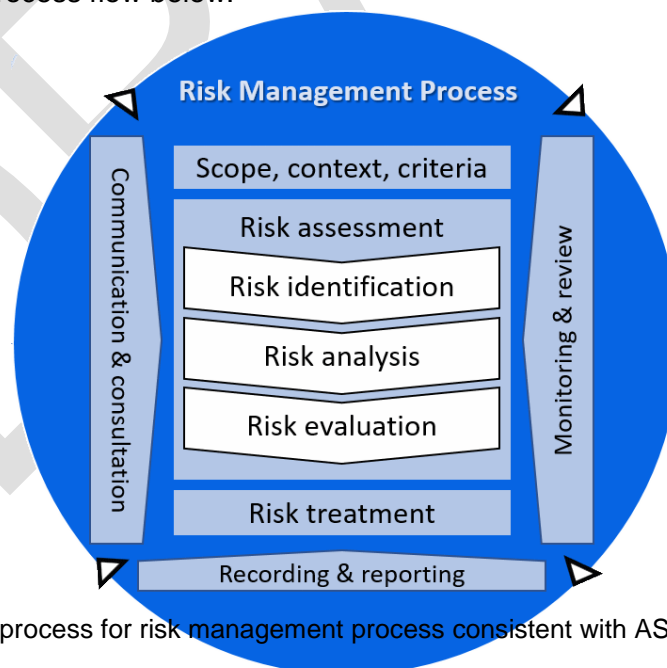 Risk Management Process
Scope, context, criteria
Communication & consultation
Risk assessment
Risk identification
Risk analysis
Risk evaluation
Monitoring & review
Risk treatment
Recording & reporting
process for risk management process consistent with AS